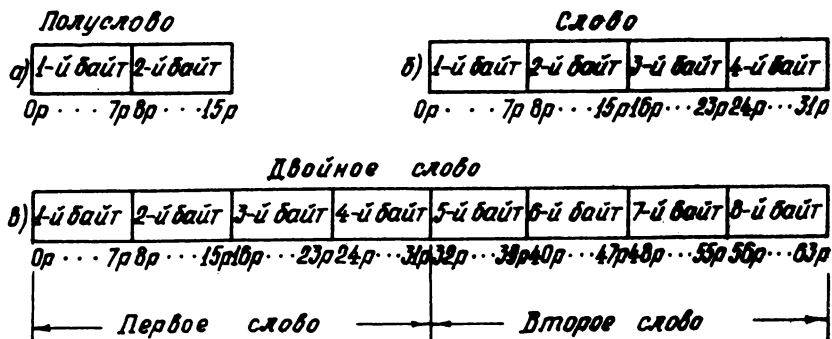 Полуслово
Слово
а) 1-й байт 2-й байт
б) 1-й байт 2-й байт 3-й байт 4-й байт
0р · · · 7р 8р · · · 15р
0р · · · 7р 8р · · · 15р 16р · · · 23р 24р · · · 31р
Двойное слово
в) 1-й байт 2-й байт 3-й байт 4-й байт 5-й байт 6-й байт 7-й байт 8-й байт
0р · · · 7р 8р · · · 15р 16р · · · 23р 24р · · · 31р 32р · · · 39р 40р · · · 47р 48р · · · 55р 56р · · · 63р
Первое слово
Второе слово